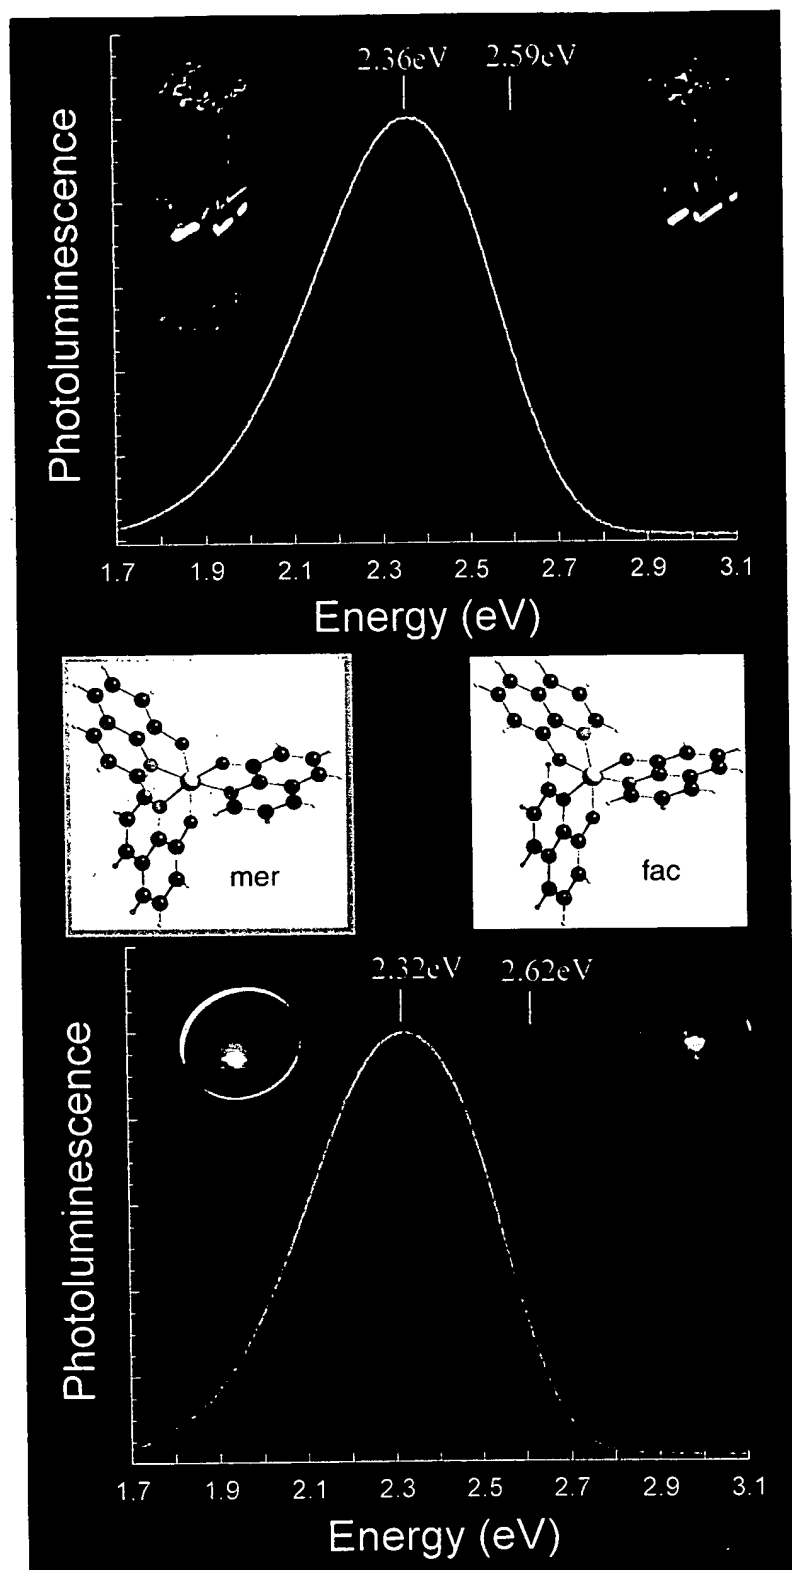 2.36eV 2.59eV
Photoluminescence
1.7 1.9 2.1 2.3 2.5 2.7 2.9 3.1
Energy (eV)
mer
fac
2.32eV 2.62eV
Photoluminescence
1.7 1.9 2.1 2.3 2.5 2.7 2.9 3.1
Energy (eV)